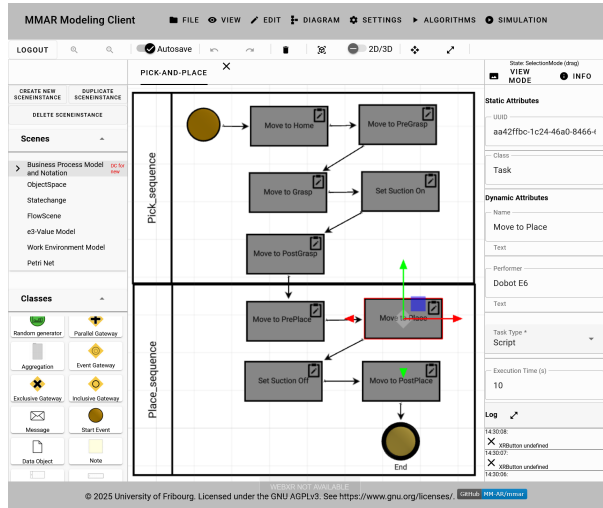 MMAR Modeling Client
FILE
VIEW
EDIT
DIAGRAM
SETTINGS
ALGORITHMS
SIMULATION
LOGOUT
Autosave
2D/3D
State: SelectionMode (drag)
VIEW MODE
INFO
PICK-AND-PLACE
CREATE NEW SCENEINSTANCE
DUPLICATE SCENEINSTANCE
DELETE SCENEINSTANCE
Scenes
Business Process Model and Notation
DC for new
ObjectSpace
Statechange
FlowScene
e3-Value Model
Work Environment Model
Petri Net
Classes
Random generator
Parallel Gateway
Aggregation
Event Gateway
Exclusive Gateway
Inclusive Gateway
Message
Start Event
Data Object
Note
Pick_sequence
Move to Home
Move to PreGrasp
Move to Grasp
Set Suction On
Move to PostGrasp
Place_sequence
Move to PrePlace
Move to Place
Set Suction Off
Movo to PostPlace
End
Static Attributes
UUID
aa42ffbc-1c24-46a0-8466-
Class
Task
Dynamic Attributes
Name
Move to Place
Text
Performer
Dobot E6
Text
Task Type *
Script
Execution Time (s)
10
Log
14:30:08:
XRButton undefined
14:30:07:
XRButton undefined
14:30:06:
WEBXR NOT AVAILABLE
© 2025 University of Fribourg. Licensed under the GNU AGPLv3. See https://www.gnu.org/licenses/.
GitHub MM-AR/mmar